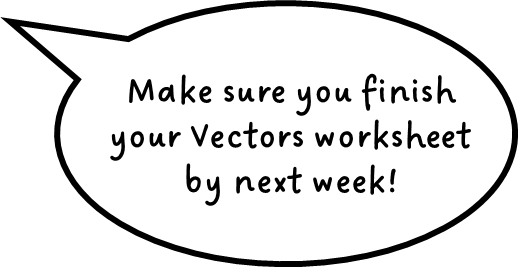 Make sure you finish
your Vectors worksheet
by next week!